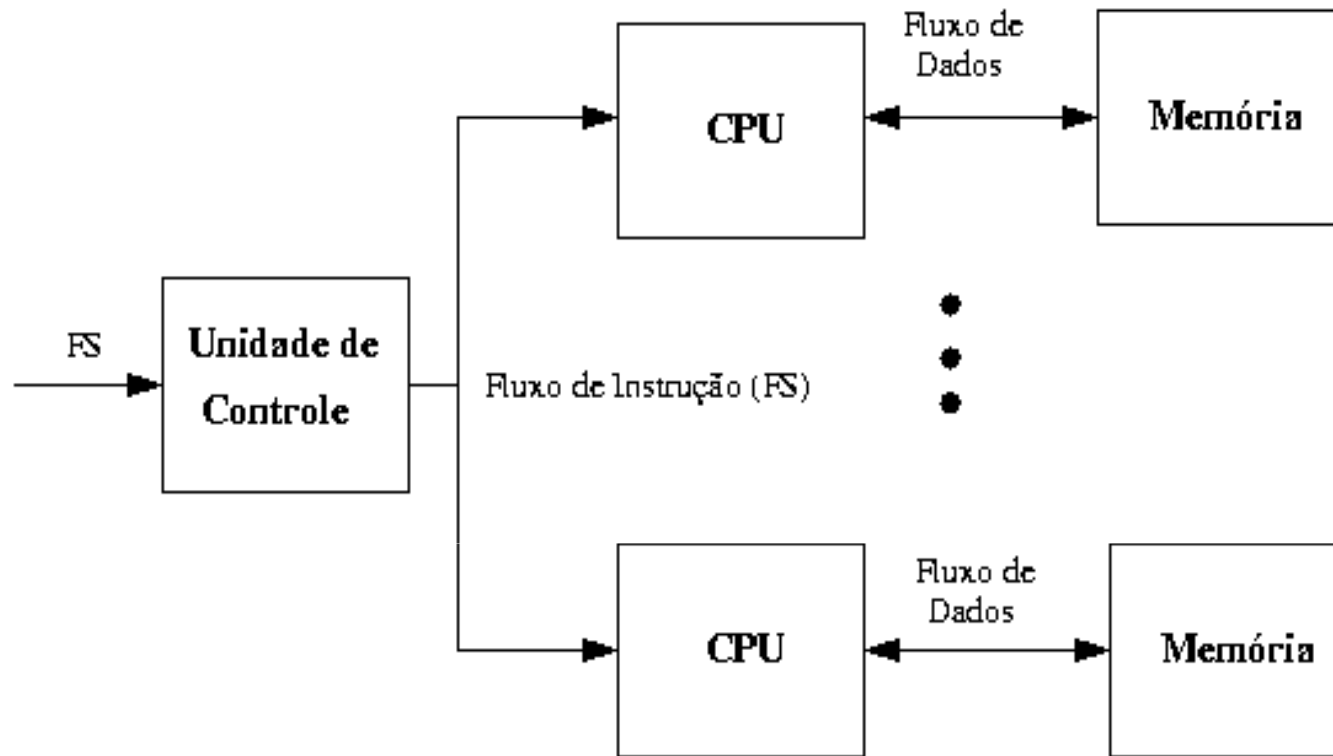 Fluxo de
Dados
CPU
Memória
FS
Unidade de
Controle
Fluxo de Instrução (FS)
Fluxo de
Dados
CPU
Memória